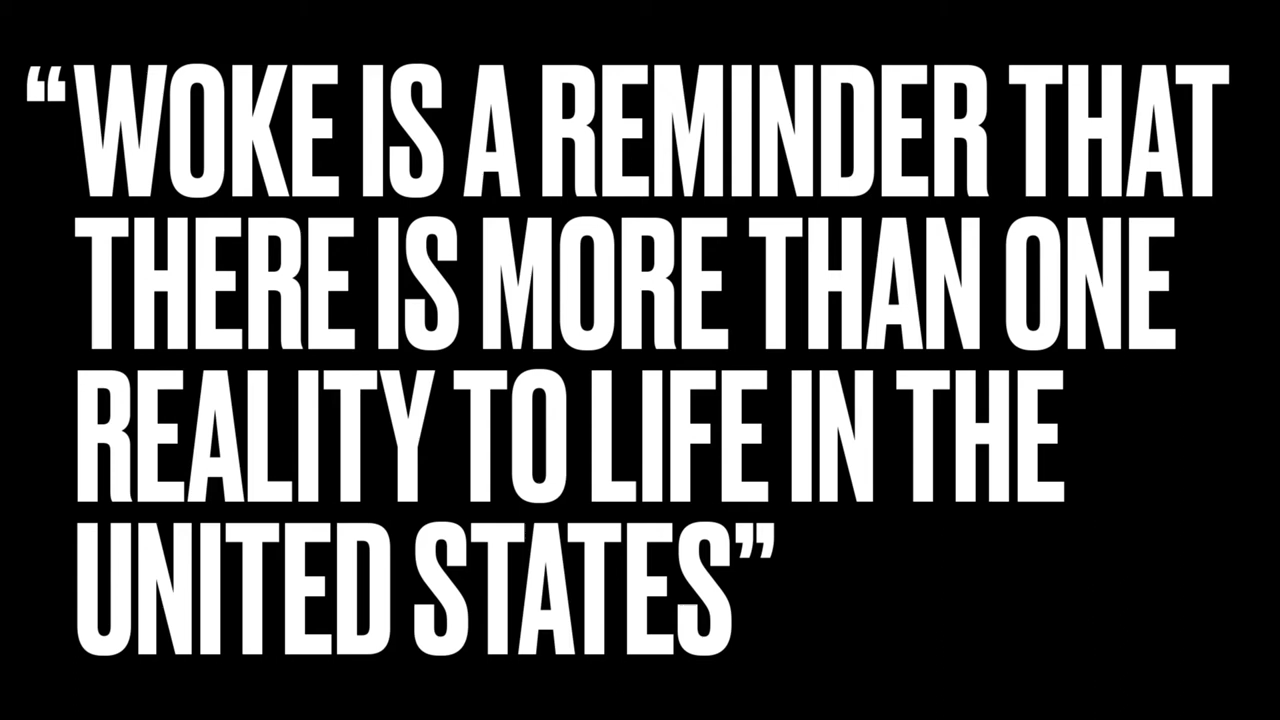 “WOKE IS A REMINDER THAT
THERE IS MORE THAN ONE
REALITY TO LIFE IN THE
UNITED STATES”